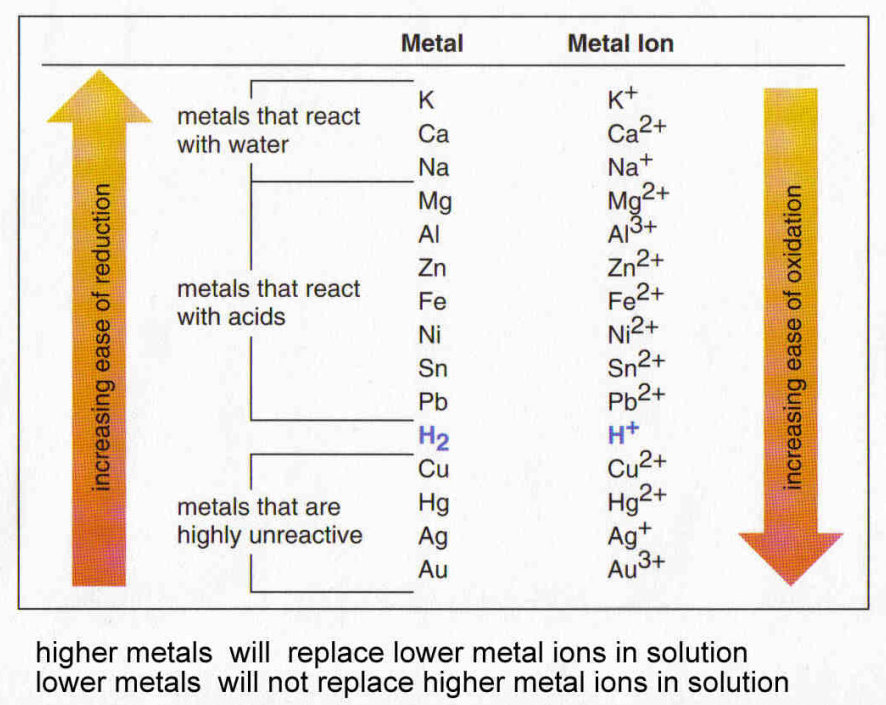 Metal Metal Ion
increasing ease of reduction
metals that react
with water
metals that react
with acids
metals that are
highly unreactive
K K⁺
Ca Ca²⁺
Na Na⁺
Mg Mg²⁺
Al Al³⁺
Zn Zn²⁺
Fe Fe²⁺
Ni Ni²⁺
Sn Sn²⁺
Pb Pb²⁺
H₂ H⁺
Cu Cu²⁺
Hg Hg²⁺
Ag Ag⁺
Au Au³⁺
increasing ease of oxidation
higher metals will replace lower metal ions in solution
lower metals will not replace higher metal ions in solution